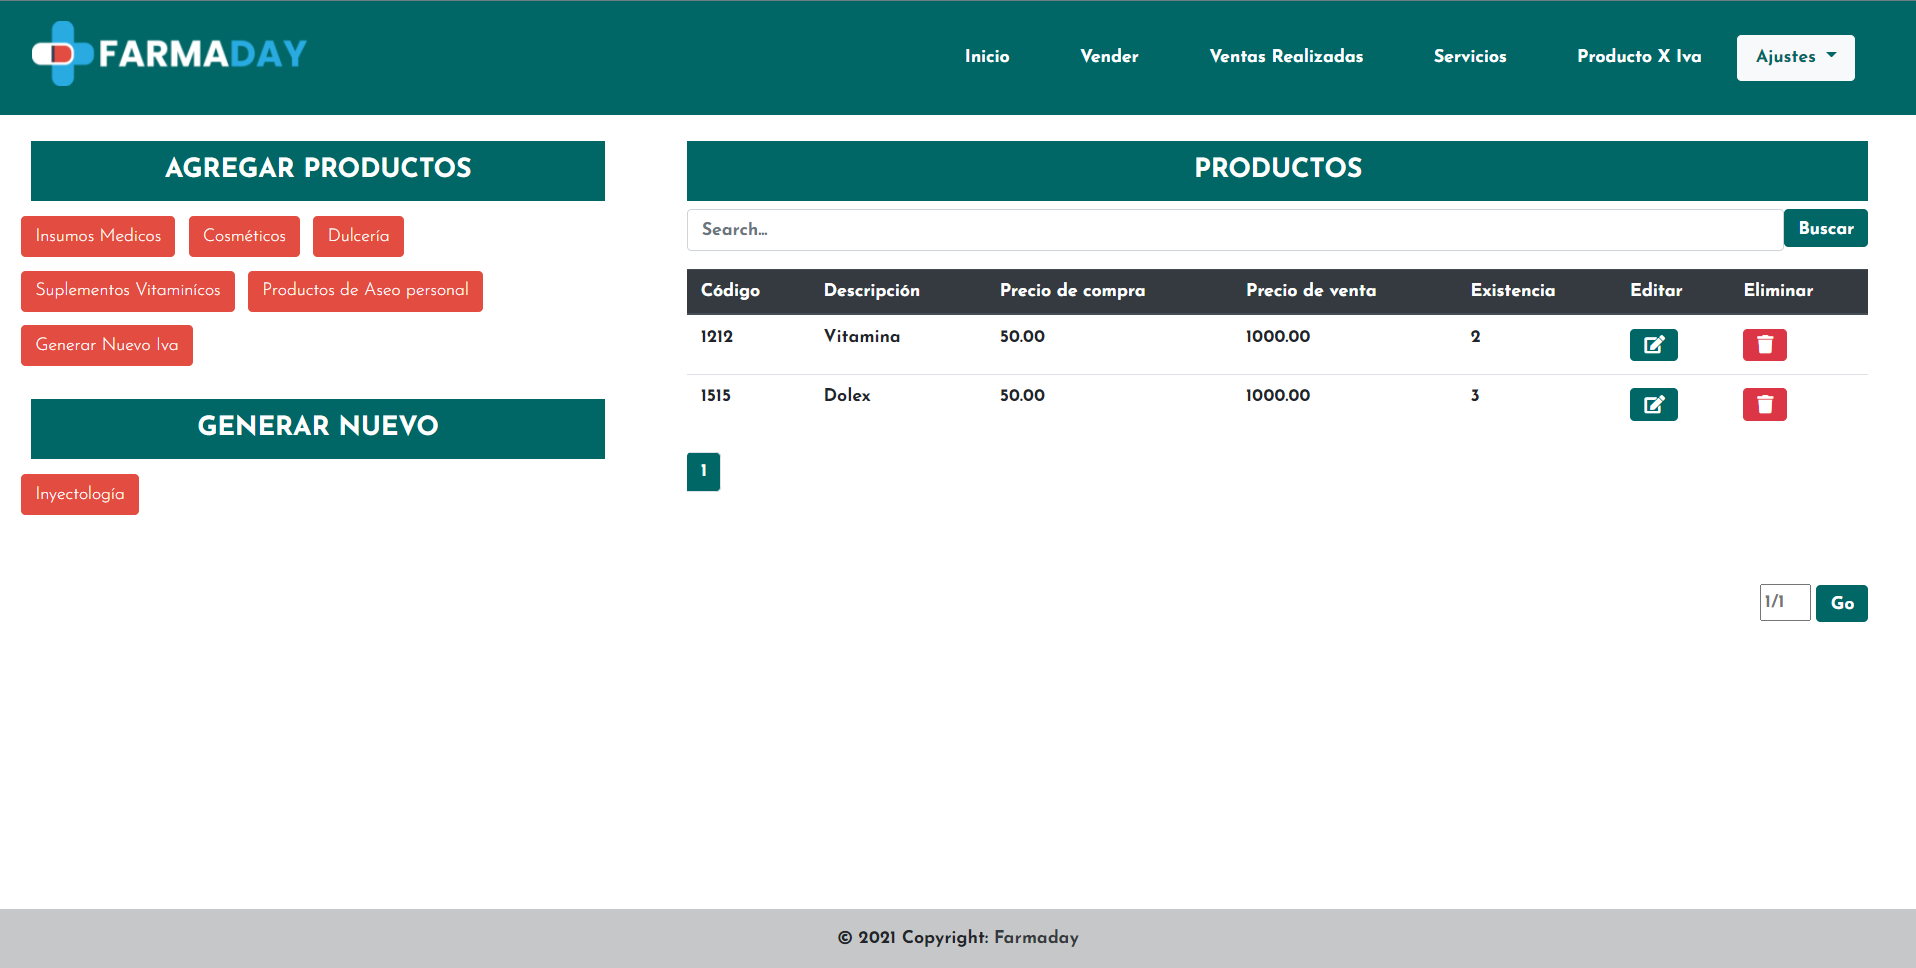 FARMADAY
Inicio Vender Ventas Realizadas Servicios Producto X Iva Ajustes
AGREGAR PRODUCTOS
Insumos Medicos Cosméticos Dulcería
Suplementos Vitaminícos Productos de Aseo personal
Generar Nuevo Iva
GENERAR NUEVO
Inyectología
PRODUCTOS
Search... Buscar
Código Descripción Precio de compra Precio de venta Existencia Editar Eliminar
1212 Vitamina 50.00 1000.00 2
1515 Dolex 50.00 1000.00 3
1
1/1 Go
© 2021 Copyright: Farmaday